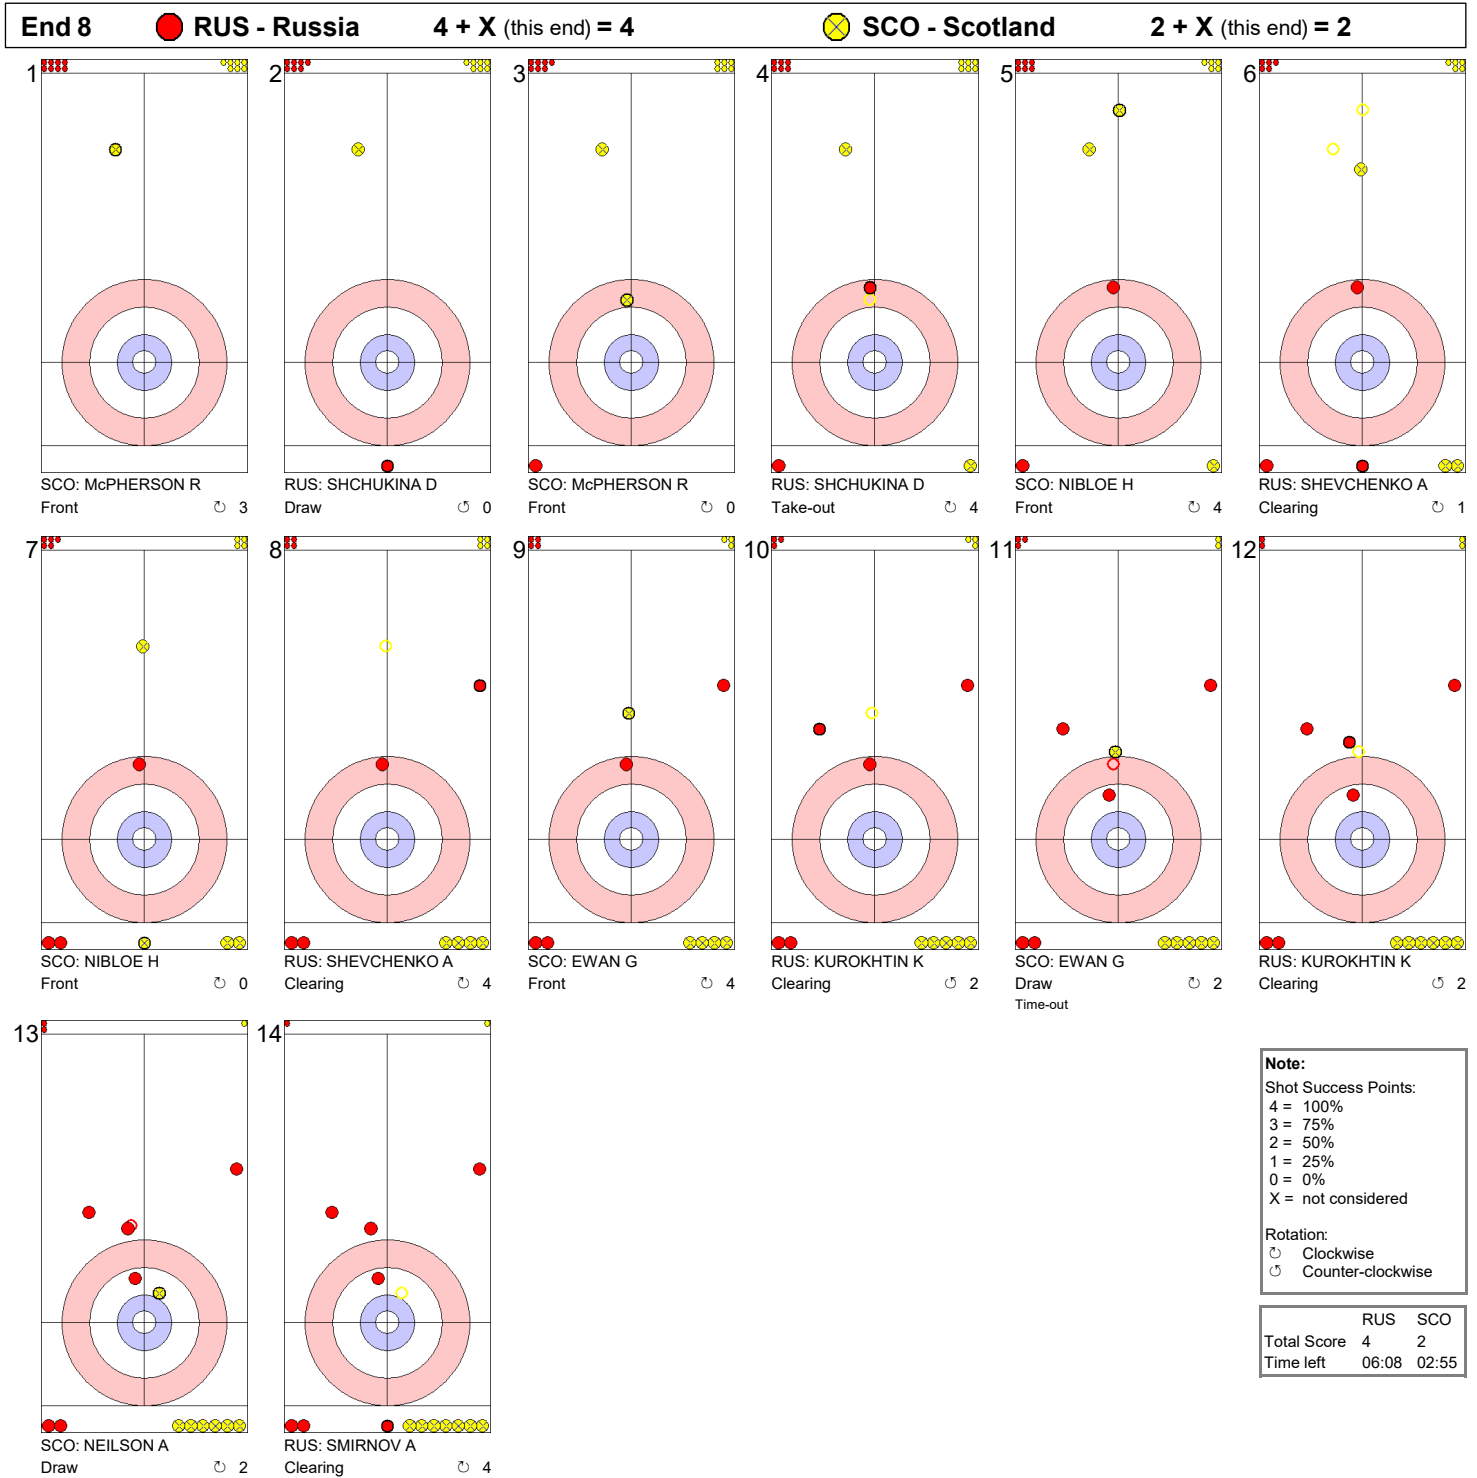 End 8 RUS - Russia 4 + X (this end) = 4 SCO - Scotland 2 + X (this end) = 2
1 2 3 4 5 6
SCO: McPHERSON R
Front ↻ 3
RUS: SHCHUKINA D
Draw ↺ 0
SCO: McPHERSON R
Front ↻ 0
RUS: SHCHUKINA D
Take-out ↻ 4
SCO: NIBLOE H
Front ↻ 4
RUS: SHEVCHENKO A
Clearing ↻ 1
7 8 9 10 11 12
SCO: NIBLOE H
Front ↻ 0
RUS: SHEVCHENKO A
Clearing ↻ 4
SCO: EWAN G
Front ↻ 4
RUS: KUROKHTIN K
Clearing ↻ 2
SCO: EWAN G
Draw ↻ 2
Time-out
RUS: KUROKHTIN K
Clearing ↺ 2
13 14
SCO: NEILSON A
Draw ↻ 2
RUS: SMIRNOV A
Clearing ↻ 4
Note:
Shot Success Points:
4 = 100%
3 = 75%
2 = 50%
1 = 25%
0 = 0%
X = not considered
Rotation:
↻ Clockwise
↺ Counter-clockwise
RUS SCO
Total Score 4 2
Time left 06:08 02:55